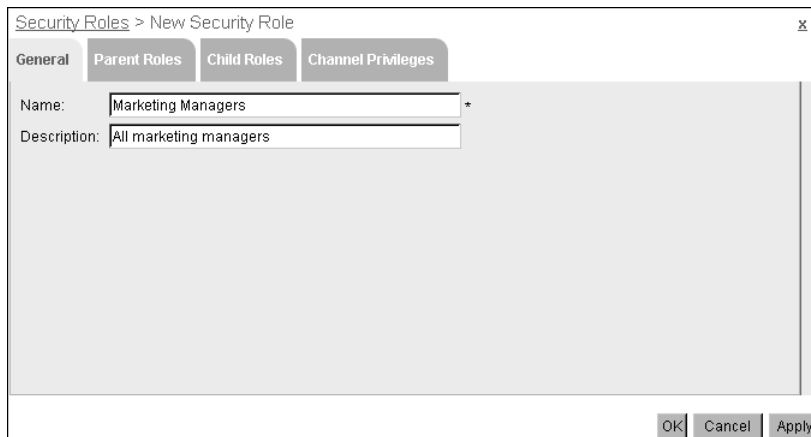 Security Roles > New Security Role x
General Parent Roles Child Roles Channel Privileges
Name: Marketing Managers *
Description: All marketing managers
OK Cancel Apply